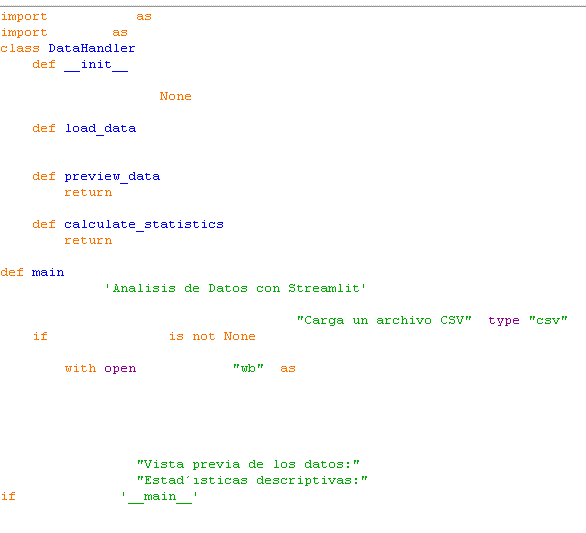 import as
import as
class DataHandler
def __init__
None
def load_data
def preview_data
return
def calculate_statistics
return
def main
'Analisis de Datos con Streamlit'
"Carga un archivo CSV" type "csv"
if is not None
with open "wb" as
"Vista previa de los datos:"
"Estad´ısticas descriptivas:"
if '__main__'